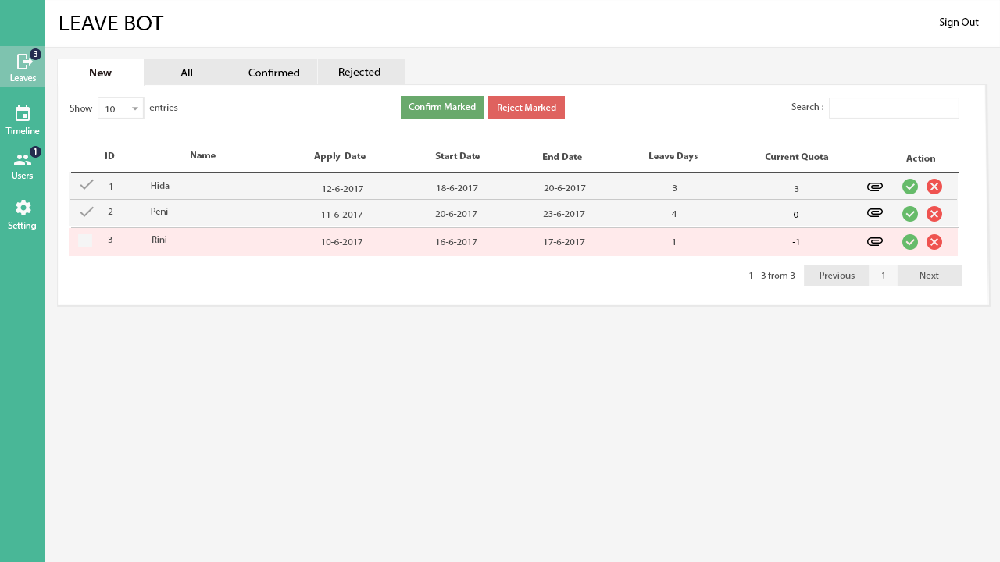 LEAVE BOT
Sign Out
3
Leaves
Timeline
1
Users
Setting
New All Confirmed Rejected
Show 10 entries Confirm Marked Reject Marked Search :
ID Name Apply Date Start Date End Date Leave Days Current Quota Action
1 Hida 12-6-2017 18-6-2017 20-6-2017 3 3
2 Peni 11-6-2017 20-6-2017 23-6-2017 4 0
3 Rini 10-6-2017 16-6-2017 17-6-2017 1 -1
1 - 3 from 3 Previous 1 Next